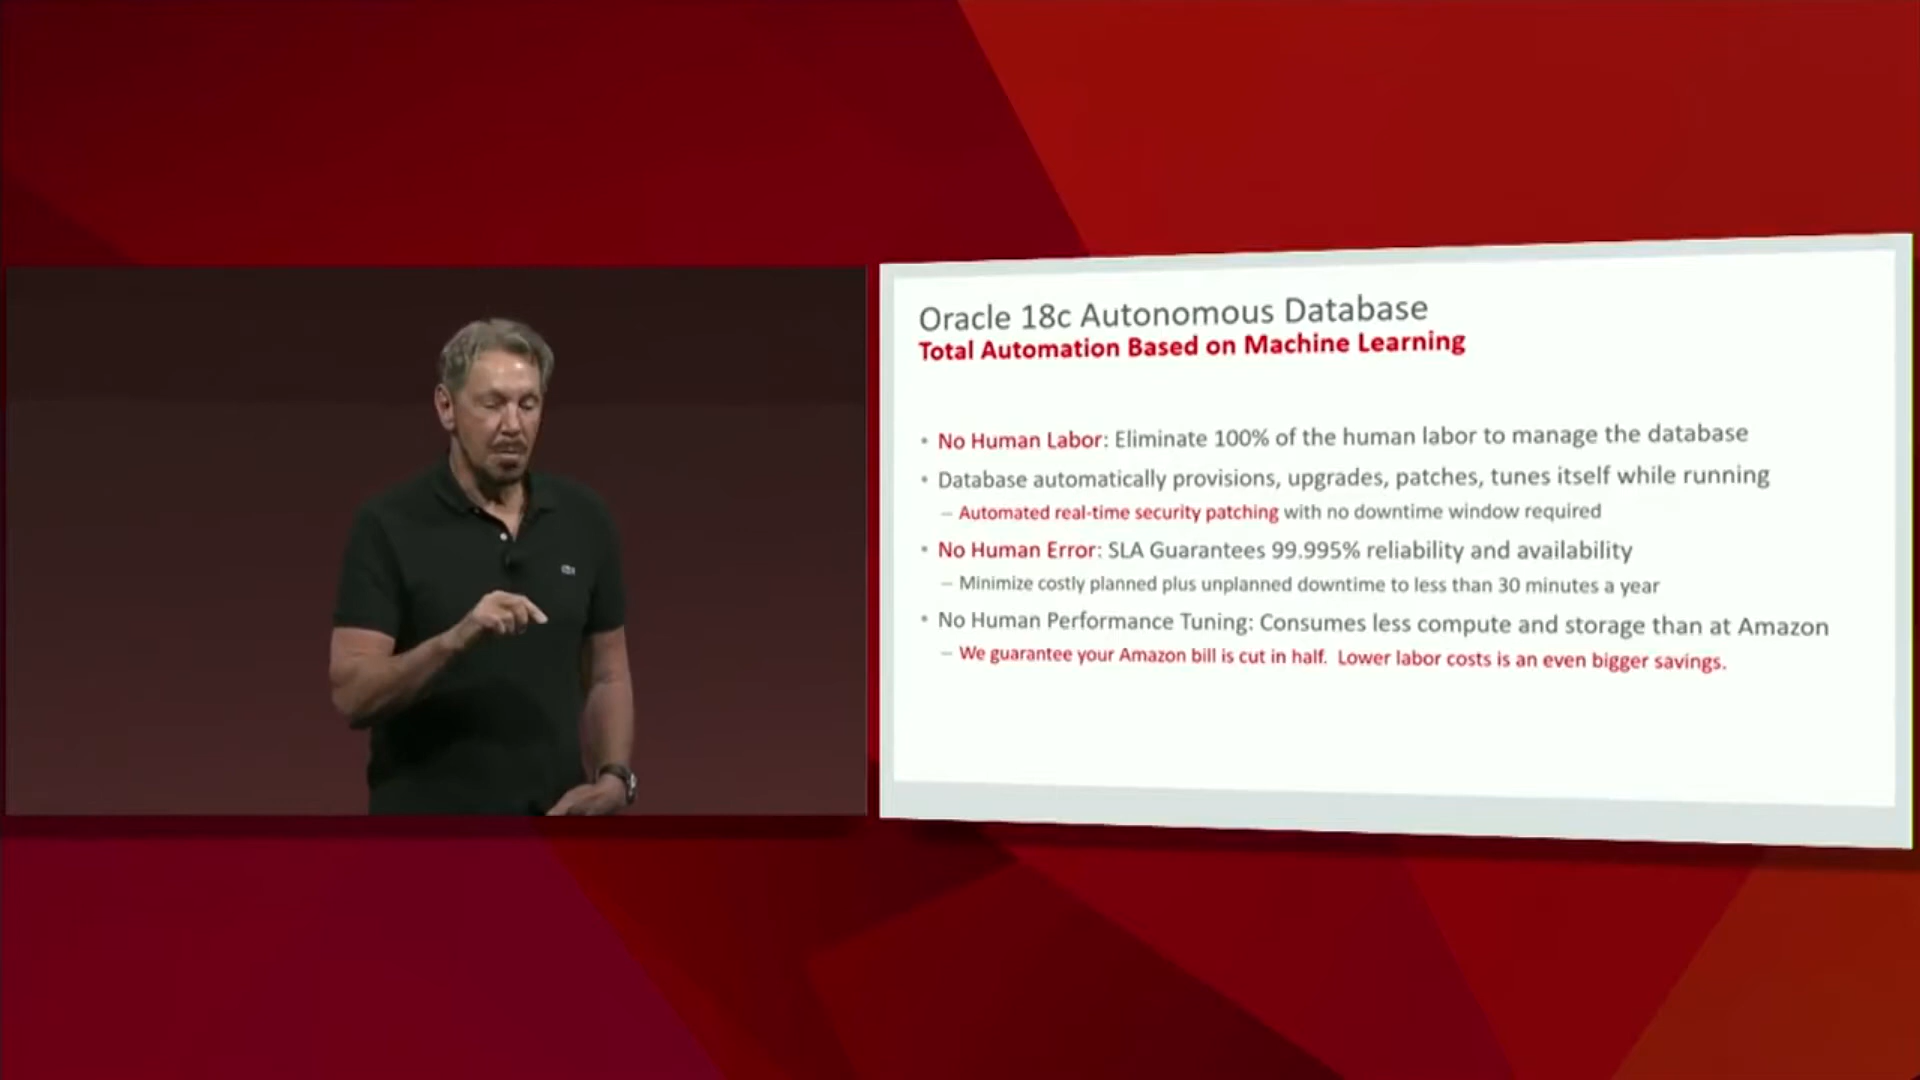 Oracle 18c Autonomous Database
Total Automation Based on Machine Learning
• No Human Labor: Eliminate 100% of the human labor to manage the database
• Database automatically provisions, upgrades, patches, tunes itself while running
– Automated real-time security patching with no downtime window required
• No Human Error: SLA Guarantees 99.995% reliability and availability
– Minimize costly planned plus unplanned downtime to less than 30 minutes a year
• No Human Performance Tuning: Consumes less compute and storage than at Amazon
– We guarantee your Amazon bill is cut in half. Lower labor costs is an even bigger savings.